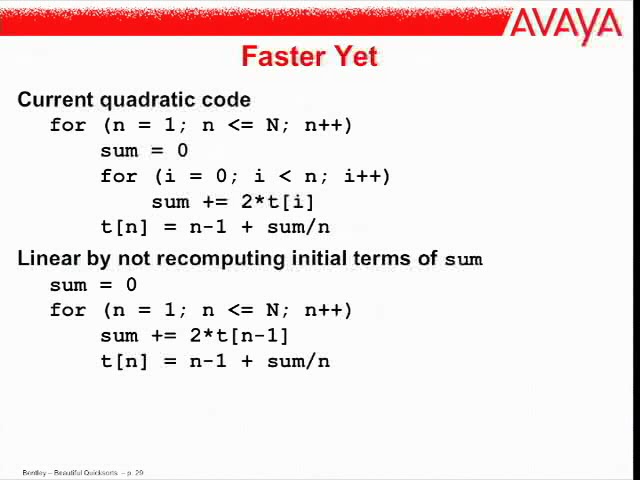 AVAYA
Faster Yet
Current quadratic code
for (n = 1; n <= N; n++)
sum = 0
for (i = 0; i < n; i++)
sum += 2*t[i]
t[n] = n-1 + sum/n
Linear by not recomputing initial terms of sum
sum = 0
for (n = 1; n <= N; n++)
sum += 2*t[n-1]
t[n] = n-1 + sum/n
Bentley – Beautiful Quicksorts – p. 29